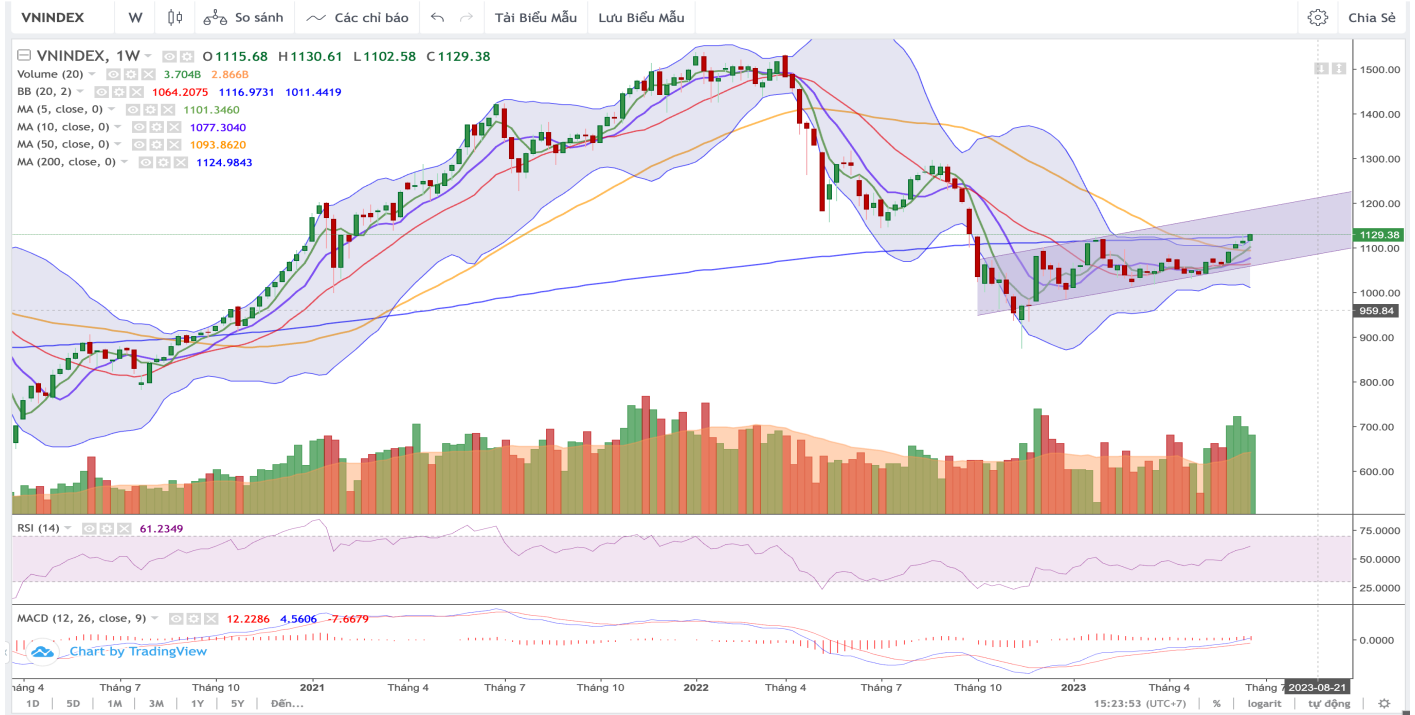 VNINDEX W So sánh Các chỉ báo Tải Biểu Mẫu Lưu Biểu Mẫu Chia Sẻ
VNINDEX, 1W O 1115.68 H 1130.61 L 1102.58 C 1129.38
Volume (20) 3.704B 2.866B
BB (20, 2) 1064.2075 1116.9731 1011.4419
MA (5, close, 0) 1101.3460
MA (10, close, 0) 1077.3040
MA (50, close, 0) 1093.8620
MA (200, close, 0) 1124.9843
1500.00
1400.00
1300.00
1200.00
1129.38
1100.00
1000.00
959.84
900.00
800.00
700.00
600.00
RSI (14) 61.2349
75.0000
50.0000
25.0000
MACD (12, 26, close, 9) 12.2286 4.5606 -7.6679
0.0000
Chart by TradingView
háng 4 Tháng 7 Tháng 10 2021 Tháng 4 Tháng 7 Tháng 10 2022 Tháng 4 Tháng 7 Tháng 10 2023 Tháng 4 Tháng 7 2023-08-21
1D 5D 1M 3M 1Y 5Y Đến... 15:23:53 (UTC+7) % logarit tự động